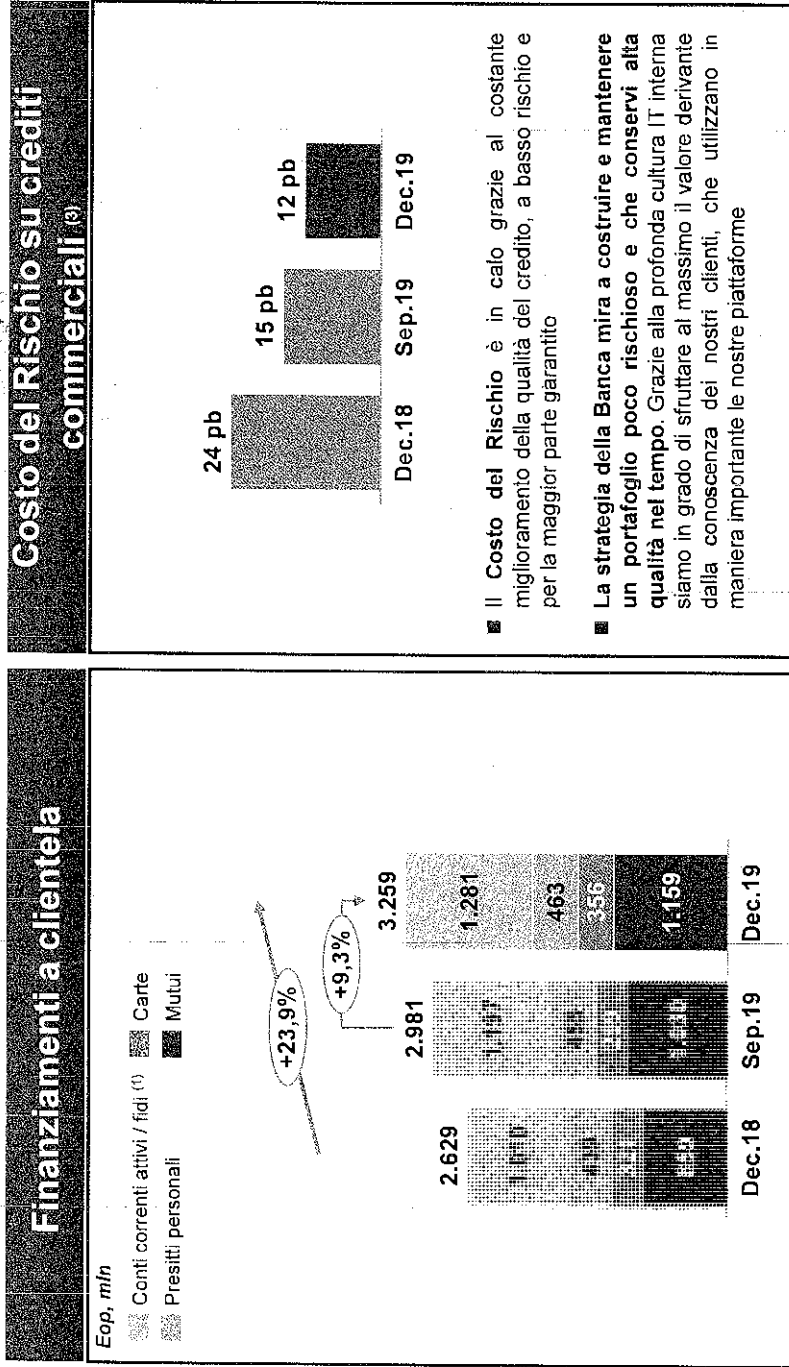 Finanziamenti a clientela
Eop, mln
Conti correnti attivi / fidi (1)
Carte
Presitti personali
Mutui
+23,9%
+9,3%
2.629
2.981
3.259
1.281
463
356
1.159
Dec.18
Sep.19
Dec.19
Costo del Rischio su crediti
commerciali (3)
24 pb
15 pb
12 pb
Dec.18
Sep.19
Dec.19
■ Il Costo del Rischio è in calo grazie al costante
miglioramento della qualità del credito, a basso rischio e
per la maggior parte garantito
■ La strategia della Banca mira a costruire e mantenere
un portafoglio poco rischioso e che conservi alta
qualità nel tempo. Grazie alla profonda cultura IT interna
siamo in grado di sfruttare al massimo il valore derivante
dalla conoscenza dei nostri clienti, che utilizzano in
maniera importante le nostre piattaforme